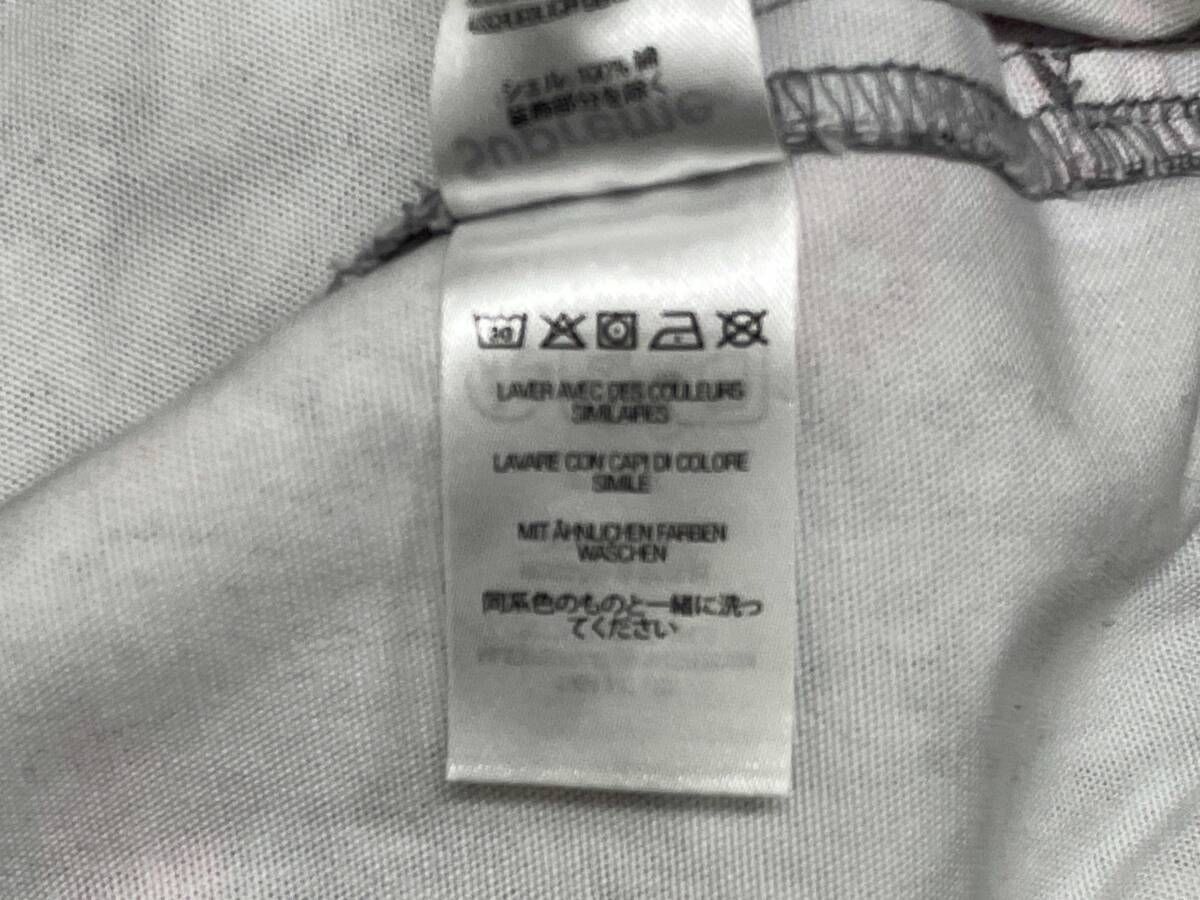 シェル: 100% 綿
装飾部分を除く
Supreme
30
LAVER AVEC DES COULEURS
SIMILAIRES
LAVARE CON CAPI DI COLORE
SIMILE
MIT ÄHNLICHEN FARBEN
WASCHEN
同系色のものと一緒に洗っ
てください